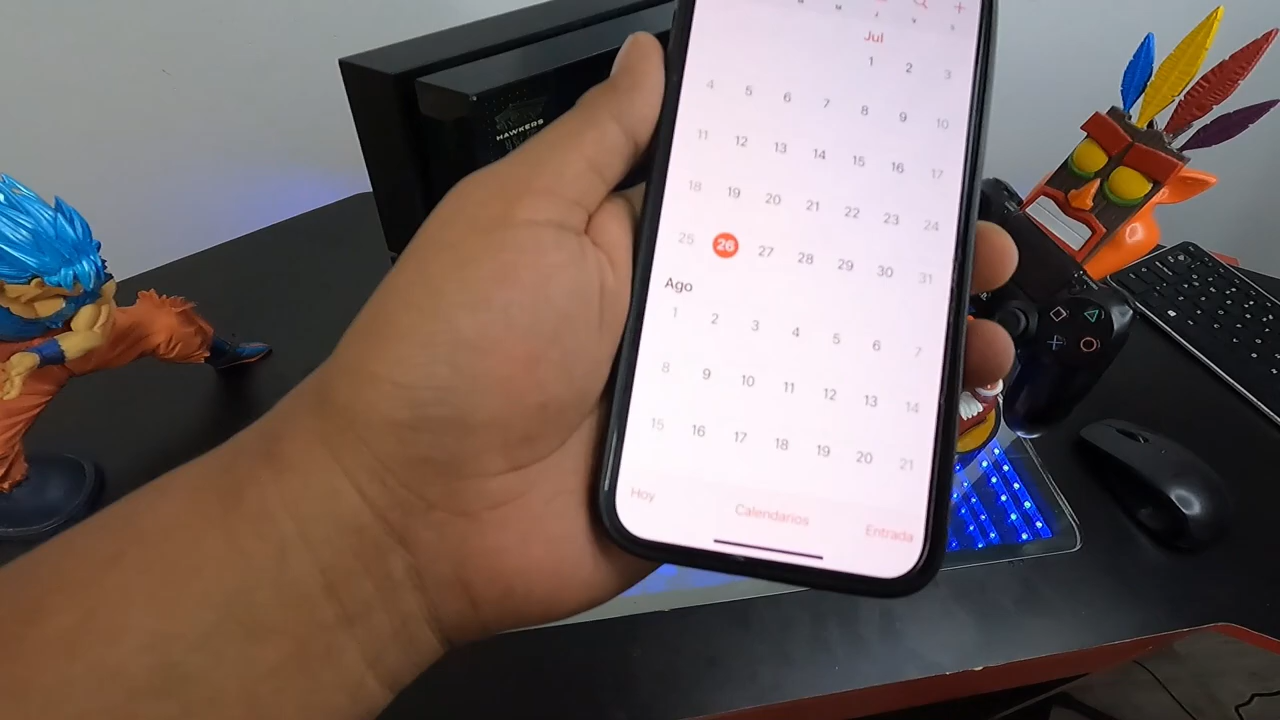 Jul
1 2 3
4 5 6 7 8 9 10
11 12 13 14 15 16 17
18 19 20 21 22 23 24
25 26 27 28 29 30 31
Ago
1 2 3 4 5 6 7
8 9 10 11 12 13 14
15 16 17 18 19 20 21
Hoy Calendarios Entrada
HAWKERS